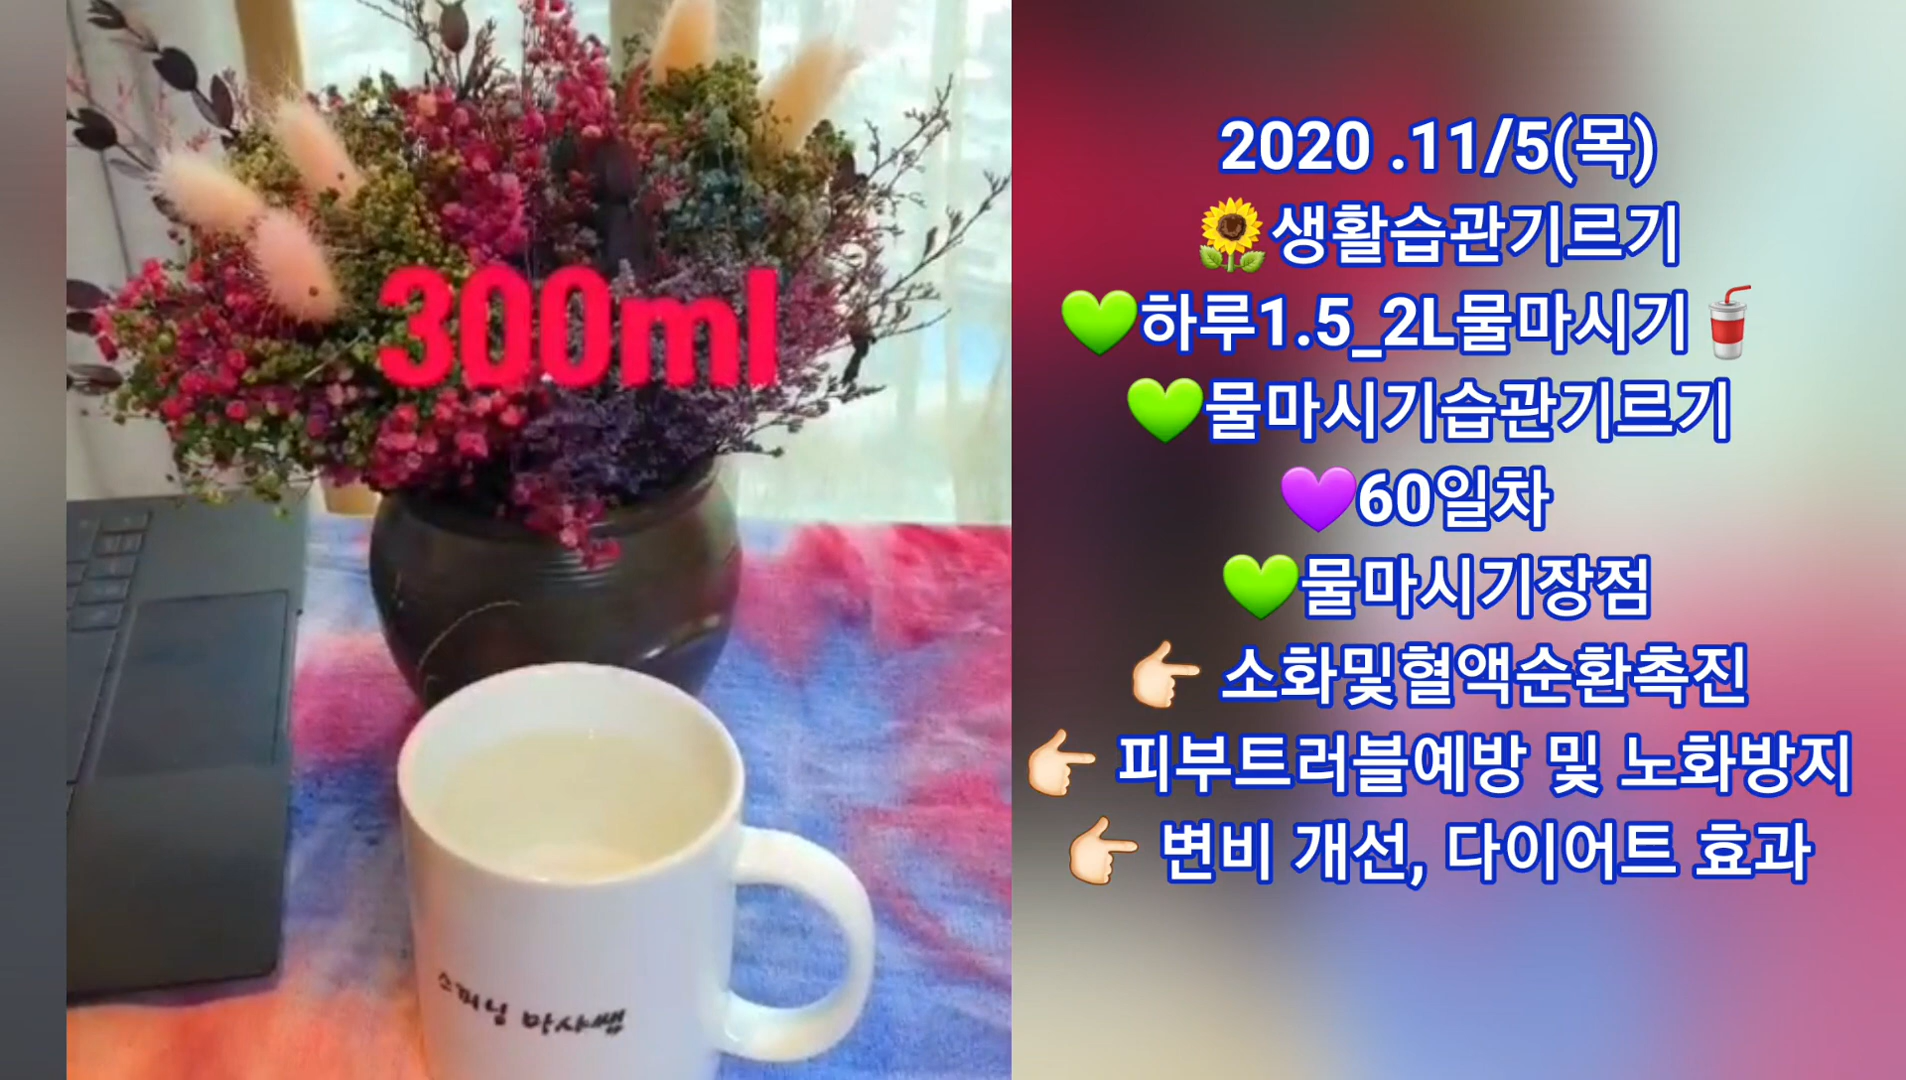 300ml
2020 .11/5(목)
🌻생활습관기르기
💚하루1.5_2L물마시기🥤
💚물마시기습관기르기
💜60일차
💚물마시기장점
👉🏻 소화및혈액순환촉진
👉🏻 피부트러블예방 및 노화방지
👉🏻 변비 개선, 다이어트 효과